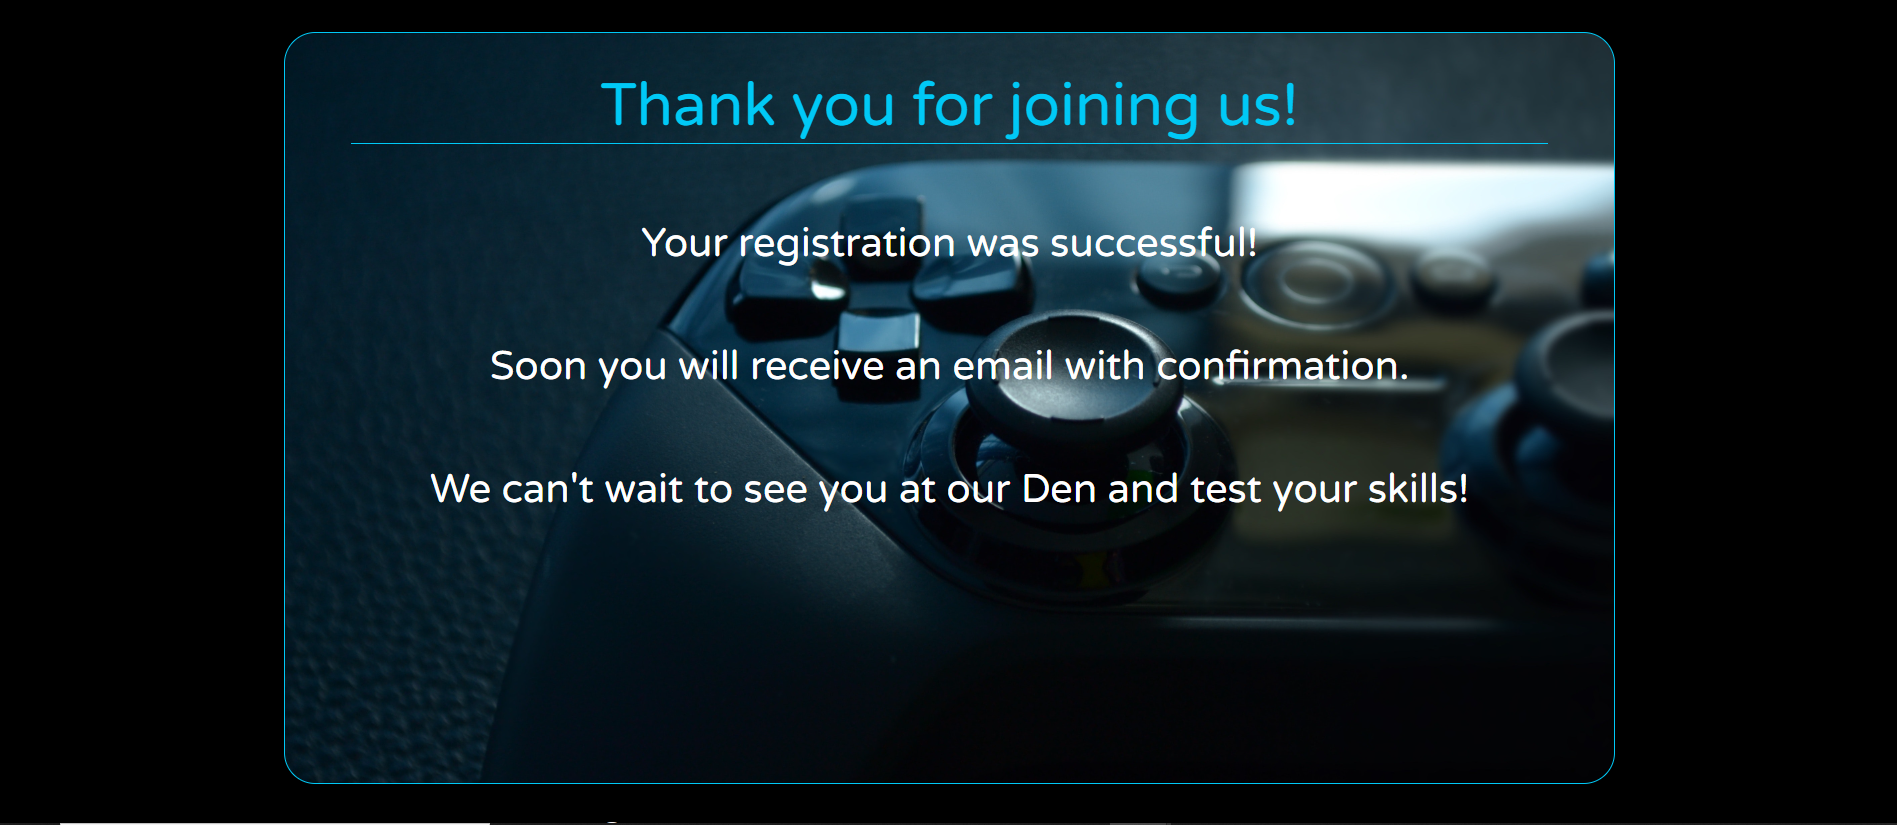 Thank you for joining us!
Your registration was successful!
Soon you will receive an email with confirmation.
We can't wait to see you at our Den and test your skills!